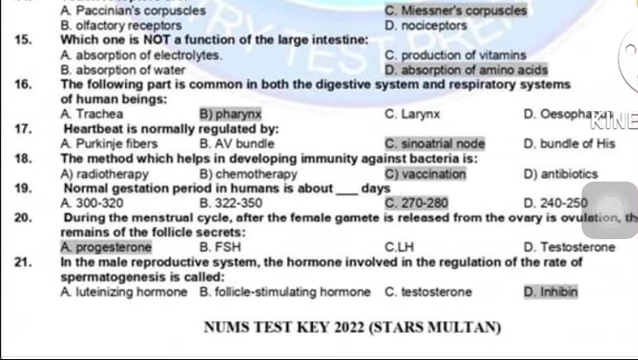 A. Paccinian's corpuscles C. Miessner's corpuscles
B. olfactory receptors D. nociceptors
15. Which one is NOT a function of the large intestine:
A. absorption of electrolytes. C. production of vitamins
B. absorption of water D. absorption of amino acids
16. The following part is common in both the digestive system and respiratory systems
of human beings:
A. Trachea B) pharynx C. Larynx D.
17. Heartbeat is normally regulated by:
A. Purkinje fibers B. AV bundle C. sinoatrial node D. bundle of His
18. The method which helps in developing immunity against bacteria is:
A) radiotherapy B) chemotherapy C) vaccination D) antibiotics
19. Normal gestation period in humans is about ___ days
A. 300-320 B. 322-350 C. 270-280 D. 240-250
20. During the menstrual cycle, after the female gamete is released from the ovary is ovulation,
remains of the follicle secrets:
A. progesterone B. FSH C.LH D. Testosterone
21. In the male reproductive system, the hormone involved in the regulation of the rate of
spermatogenesis is called:
A. luteinizing hormone B. follicle-stimulating hormone C. testosterone D. Inhibin
NUMS TEST KEY 2022 (STARS MULTAN)